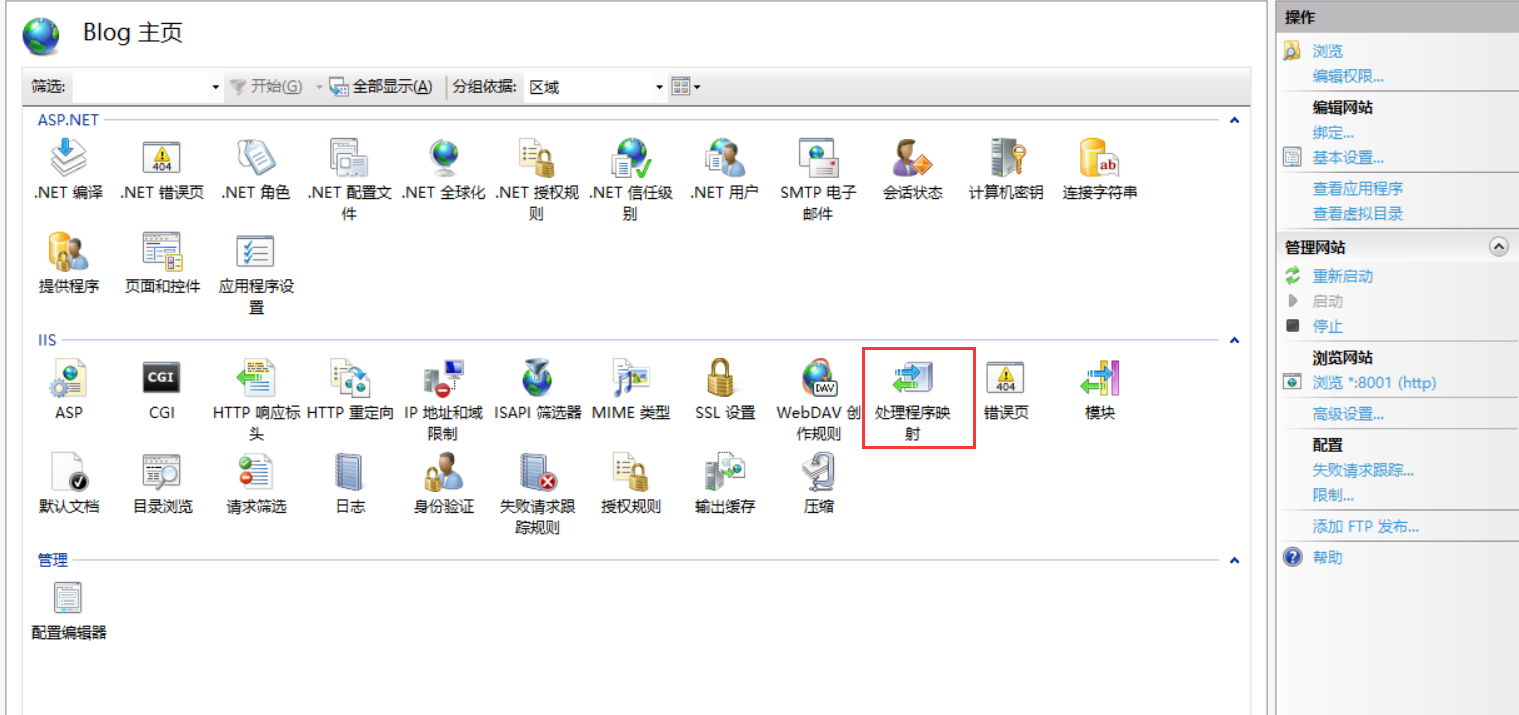 Blog 主页
筛选:
开始(G)
全部显示(A)
分组依据:
区域
ASP.NET
.NET 编译
.NET 错误页
.NET 角色
.NET 配置文
件
.NET 全球化
.NET 授权规
则
.NET 信任级
别
.NET 用户
SMTP 电子
邮件
会话状态
计算机密钥
连接字符串
提供程序
页面和控件
应用程序设
置
IIS
ASP
CGI
CGI
HTTP 响应标
头
HTTP 重定向
IP 地址和域
限制
ISAPI 筛选器
MIME 类型
SSL 设置
DAV
WebDAV 创
作规则
处理程序映
射
404
错误页
模块
默认文档
目录浏览
请求筛选
日志
身份验证
失败请求跟
踪规则
授权规则
输出缓存
压缩
管理
配置编辑器
操作
浏览
编辑权限...
编辑网站
绑定...
基本设置...
查看应用程序
查看虚拟目录
管理网站
重新启动
启动
停止
浏览网站
浏览 *:8001 (http)
高级设置...
配置
失败请求跟踪...
限制...
添加 FTP 发布...
帮助